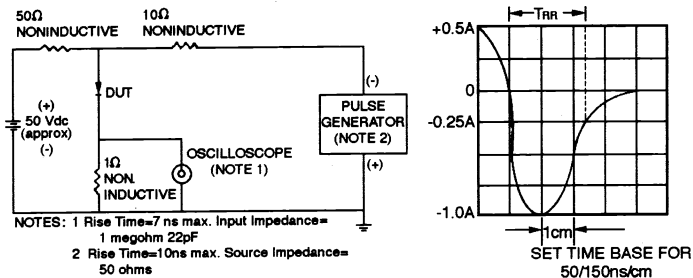 50Ω
NONINDUCTIVE
10Ω
NONINDUCTIVE
DUT
(+)
50 Vdc
(approx)
(-)
1Ω
NON.
INDUCTIVE
OSCILLOSCOPE
(NOTE 1)
(-)
PULSE
GENERATOR
(NOTE 2)
(+)
NOTES: 1 Rise Time=7 ns max. Input Impedance=
1 megohm 22pF
2 Rise Time=10ns max. Source Impedance=
50 ohms
TRR
+0.5A
0
-0.25A
-1.0A
1cm
SET TIME BASE FOR
50/150ns/cm